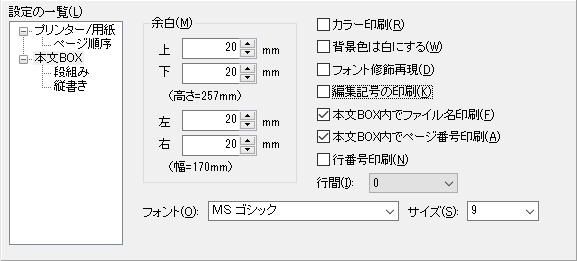 設定の一覧(L)
プリンター/用紙
ページ順序
本文BOX
段組み
縦書き
余白(M)
上 20 mm
下 20 mm
(高さ=257mm)
左 20 mm
右 20 mm
(幅=170mm)
カラー印刷(R)
背景色は白にする(W)
フォント修飾再現(D)
編集記号の印刷(K)
本文BOX内でファイル名印刷(F)
本文BOX内でページ番号印刷(A)
行番号印刷(N)
行間(I): 0
フォント(O): MS ゴシック サイズ(S): 9